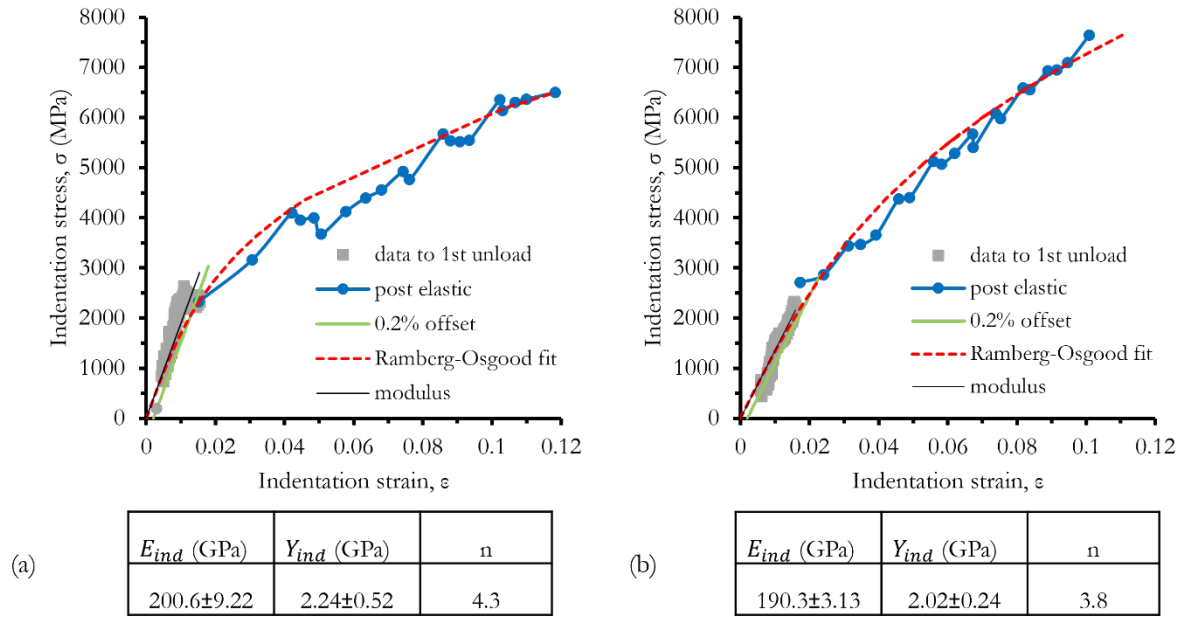 (a)
8000
7000
6000
5000
4000
3000
2000
1000
0
Indentation stress, σ (MPa)
data to 1st unload
post elastic
0.2% offset
Ramberg-Osgood fit
modulus
0 0.02 0.04 0.06 0.08 0.1 0.12
Indentation strain, ε
E_ind (GPa) Y_ind (GPa) n
200.6±9.22 2.24±0.52 4.3
(b)
8000
7000
6000
5000
4000
3000
2000
1000
0
Indentation stress, σ (MPa)
data to 1st unload
post elastic
0.2% offset
Ramberg-Osgood fit
modulus
0 0.02 0.04 0.06 0.08 0.1 0.12
Indentation strain, ε
E_ind (GPa) Y_ind (GPa) n
190.3±3.13 2.02±0.24 3.8